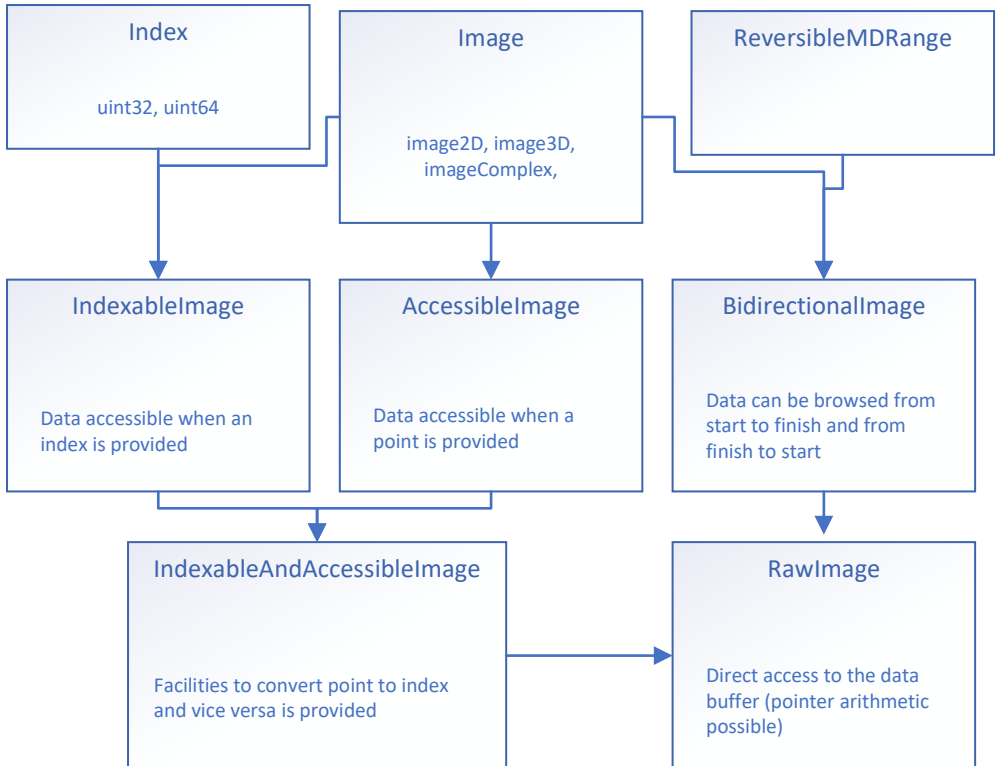 Index
uint32, uint64
Image
image2D, image3D,
imageComplex,
ReversibleMDRange
IndexableImage
Data accessible when an
index is provided
AccessibleImage
Data accessible when a
point is provided
BidirectionalImage
Data can be browsed from
start to finish and from
finish to start
IndexableAndAccessibleImage
Facilities to convert point to index
and vice versa is provided
RawImage
Direct access to the data
buffer (pointer arithmetic
possible)